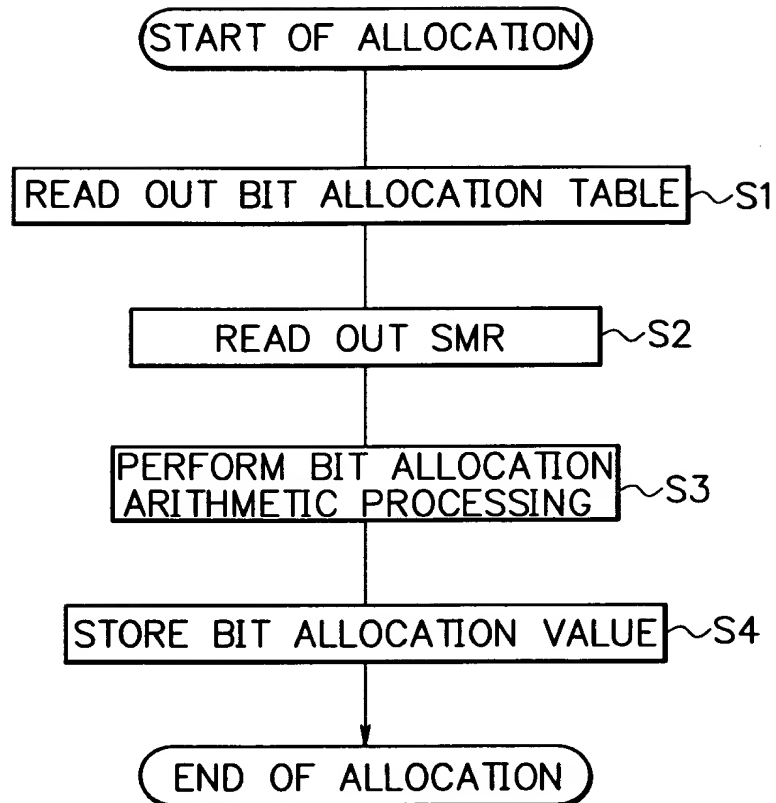 START OF ALLOCATION
READ OUT BIT ALLOCATION TABLE S1
READ OUT SMR S2
PERFORM BIT ALLOCATION
ARITHMETIC PROCESSING S3
STORE BIT ALLOCATION VALUE S4
END OF ALLOCATION